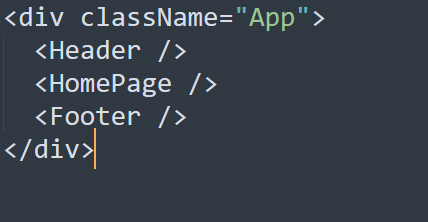 <div className="App">
  <Header />
  <HomePage />
  <Footer />
</div>